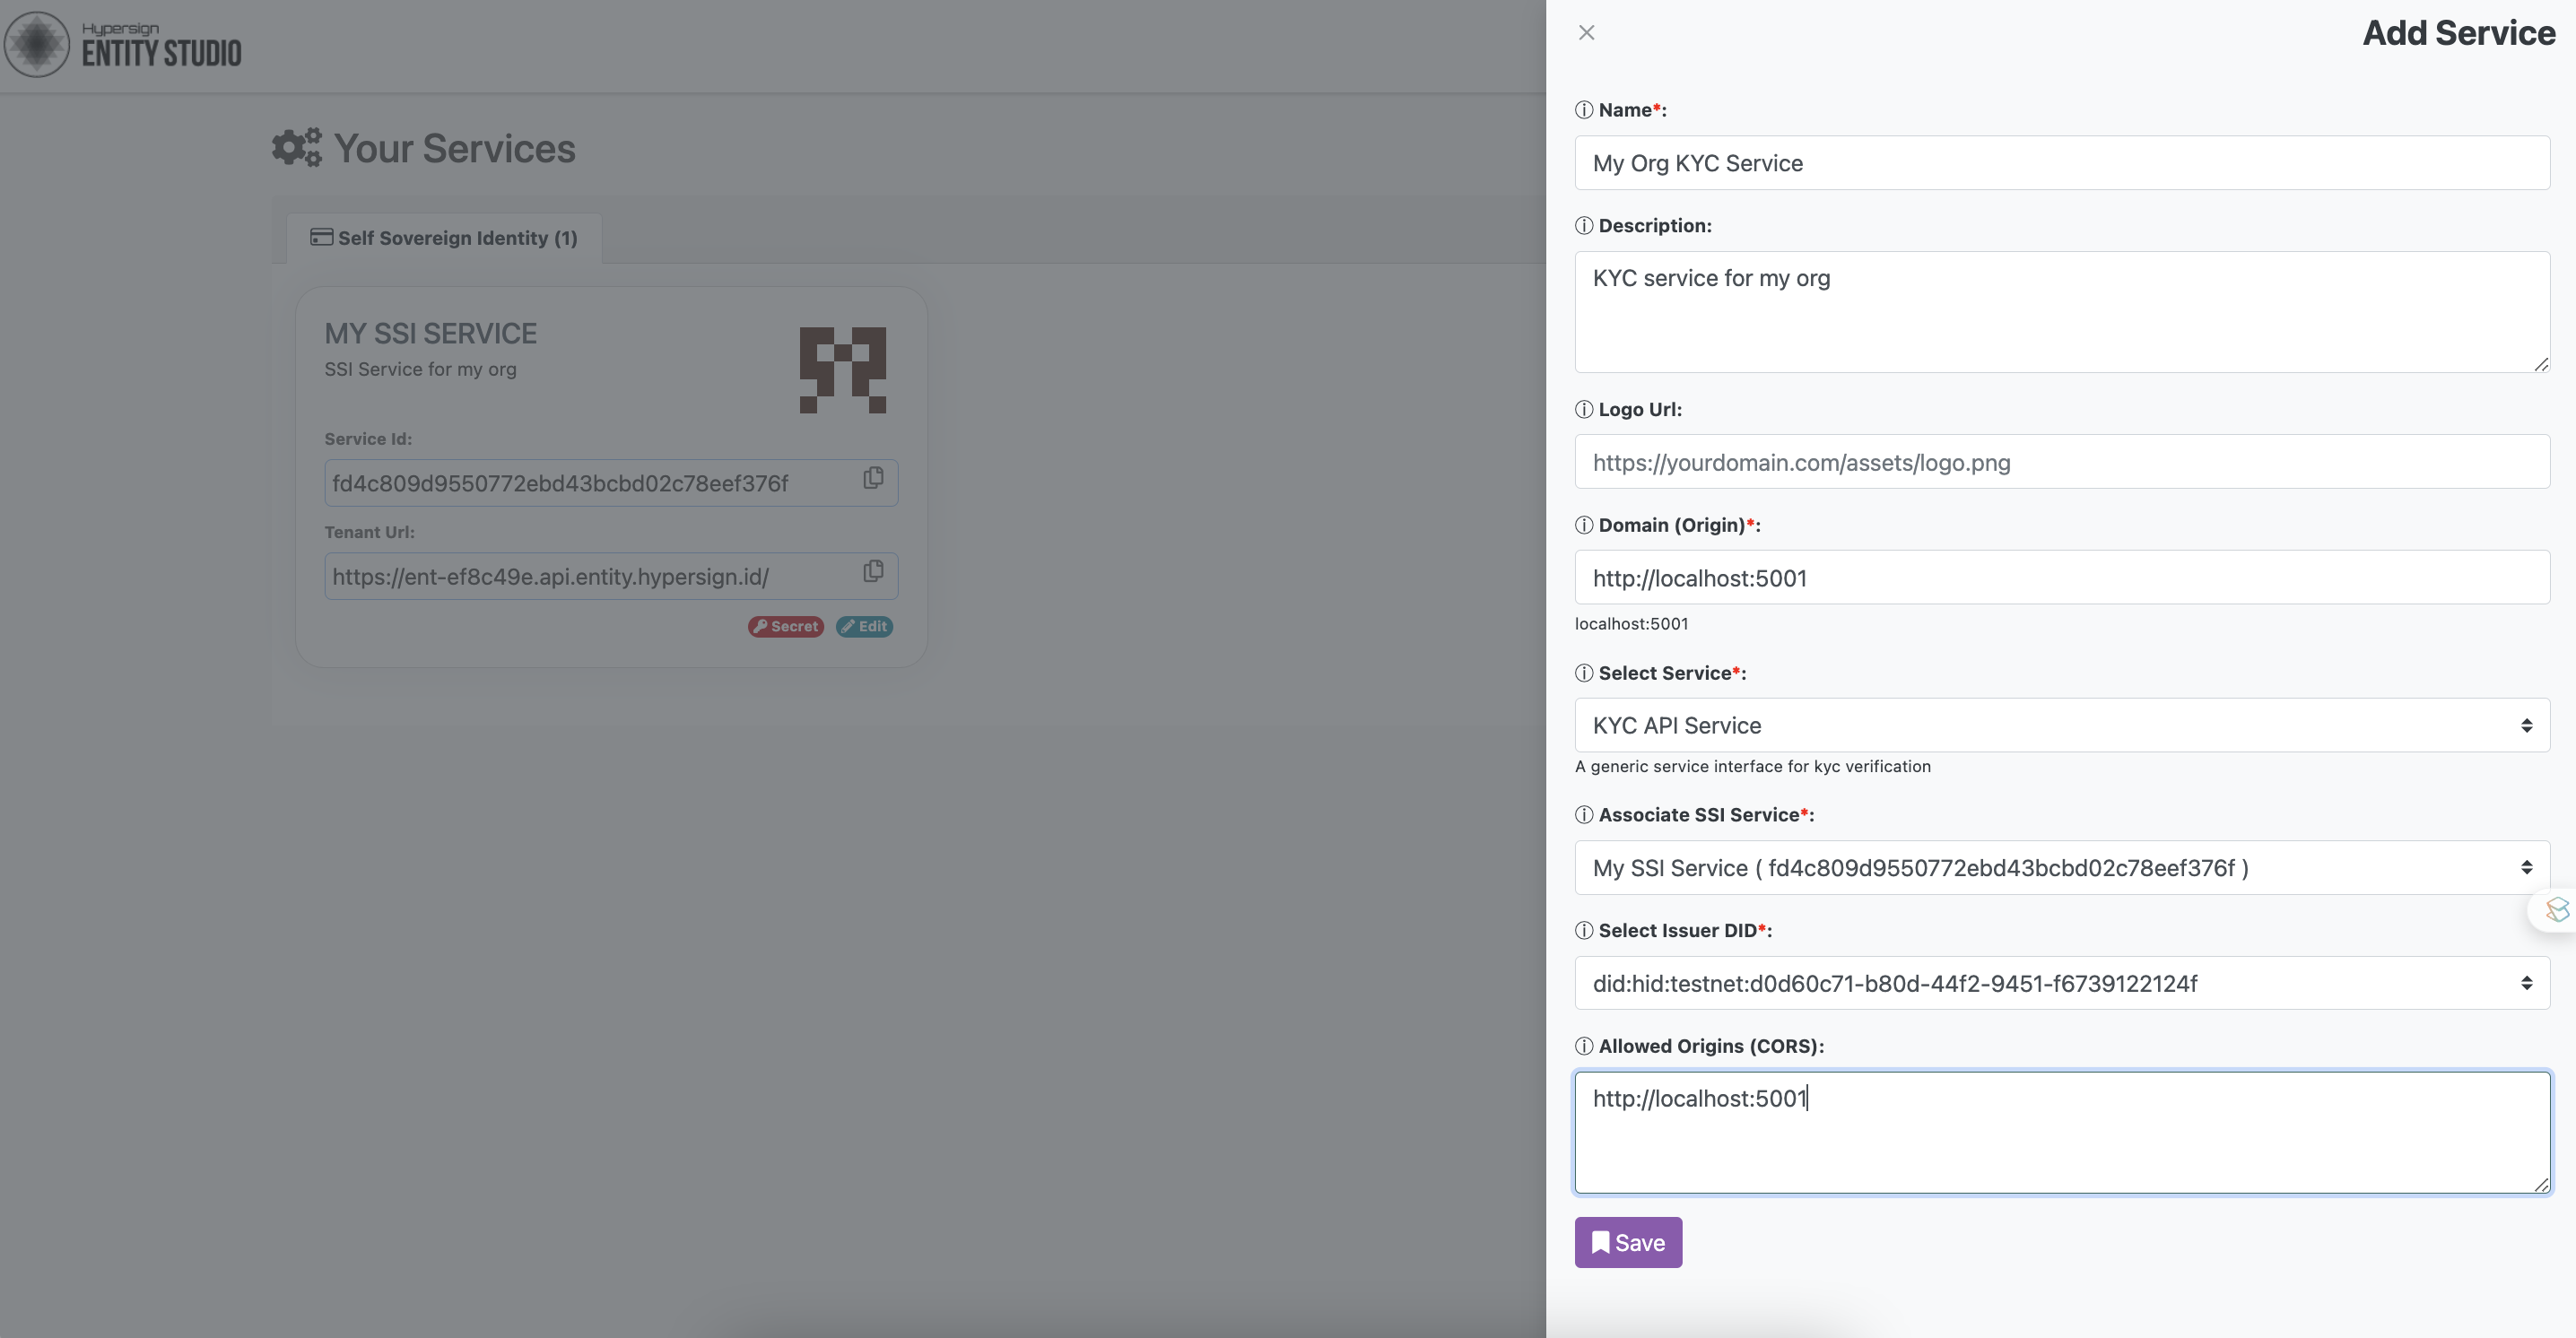 Hypersign
ENTITY STUDIO
Your Services
Self Sovereign Identity (1)
MY SSI SERVICE
SSI Service for my org
Service Id:
fd4c809d9550772ebd43bcbd02c78eef376f
Tenant Url:
https://ent-ef8c49e.api.entity.hypersign.id/
Secret
Edit
Add Service
Name*:
My Org KYC Service
Description:
KYC service for my org
Logo Url:
https://yourdomain.com/assets/logo.png
Domain (Origin)*:
http://localhost:5001
localhost:5001
Select Service*:
KYC API Service
A generic service interface for kyc verification
Associate SSI Service*:
My SSI Service ( fd4c809d9550772ebd43bcbd02c78eef376f )
Select Issuer DID*:
did:hid:testnet:d0d60c71-b80d-44f2-9451-f6739122124f
Allowed Origins (CORS):
http://localhost:5001
Save